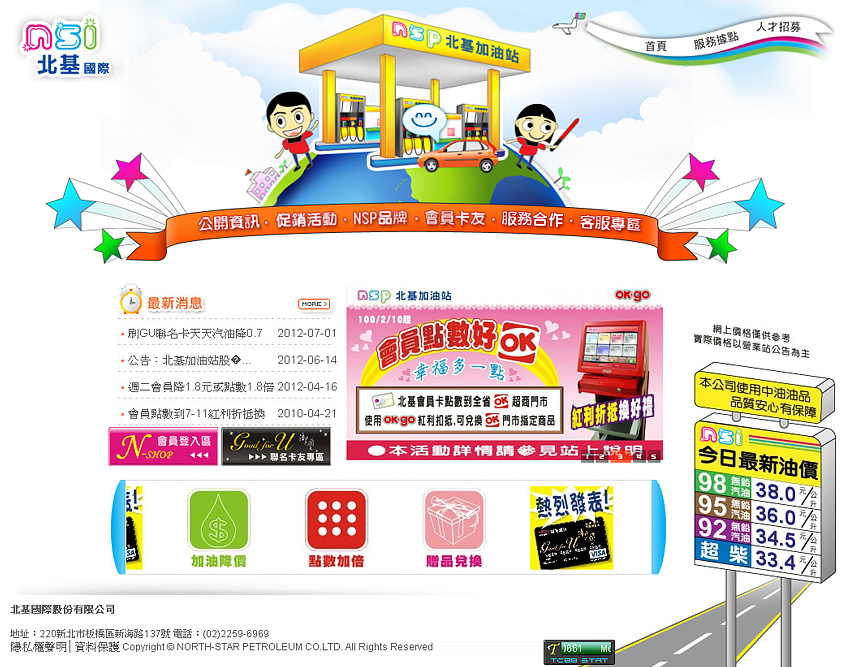 nsi
北基國際
nsp 北基加油站
首頁
服務據點
人才招募
公開資訊．促銷活動．NSP品牌．會員卡友．服務合作．客服專區
最新消息
MORE
刷GU聯名卡天天汽油降0.7 2012-07-01
公告：北基加油站股�... 2012-06-14
週二會員降1.8元或點數1.8倍 2012-04-16
會員點數到7-11紅利折抵換 2010-04-21
N-SHOP 會員登入區
Good for U 聯名卡友專區
nsp 北基加油站
OK·go
100/2/10起
會員點數好OK
幸福多一點
北基會員卡點數到全省OK超商門市
使用OK·go紅利扣抵,可兌換OK門市指定商品
紅利折抵換好禮
●本活動詳情請參見站上說明
1 2 3 4 5
網上價格僅供參考
實際價格以營業站公告為主
本公司使用中油油品
品質安心有保障
nsi
今日最新油價
98 無鉛汽油 38.0 元/公升
95 無鉛汽油 36.0 元/公升
92 無鉛汽油 34.5 元/公升
超柴 33.4 元/公升
加油降價
點數加倍
贈品兌換
熱烈發表!
Good for U
VISA
北基國際股份有限公司
地址：220新北市板橋區新海路137號 電話：(02)2259-6969
隱私權聲明│資料保護 Copyright © NORTH-STAR PETROLEUM CO.LTD. All Rights Reserved
TCBB STAT